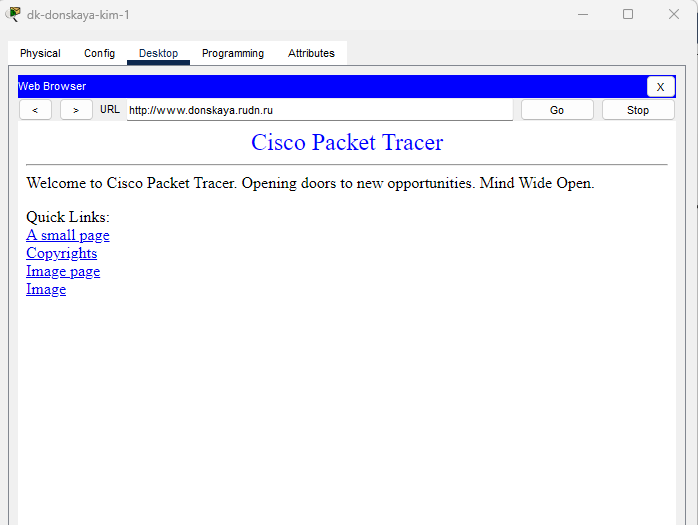 dk-donskaya-kim-1
Physical Config Desktop Programming Attributes
Web Browser X
< > URL http://www.donskaya.rudn.ru Go Stop
Cisco Packet Tracer
Welcome to Cisco Packet Tracer. Opening doors to new opportunities. Mind Wide Open.
Quick Links:
A small page
Copyrights
Image page
Image